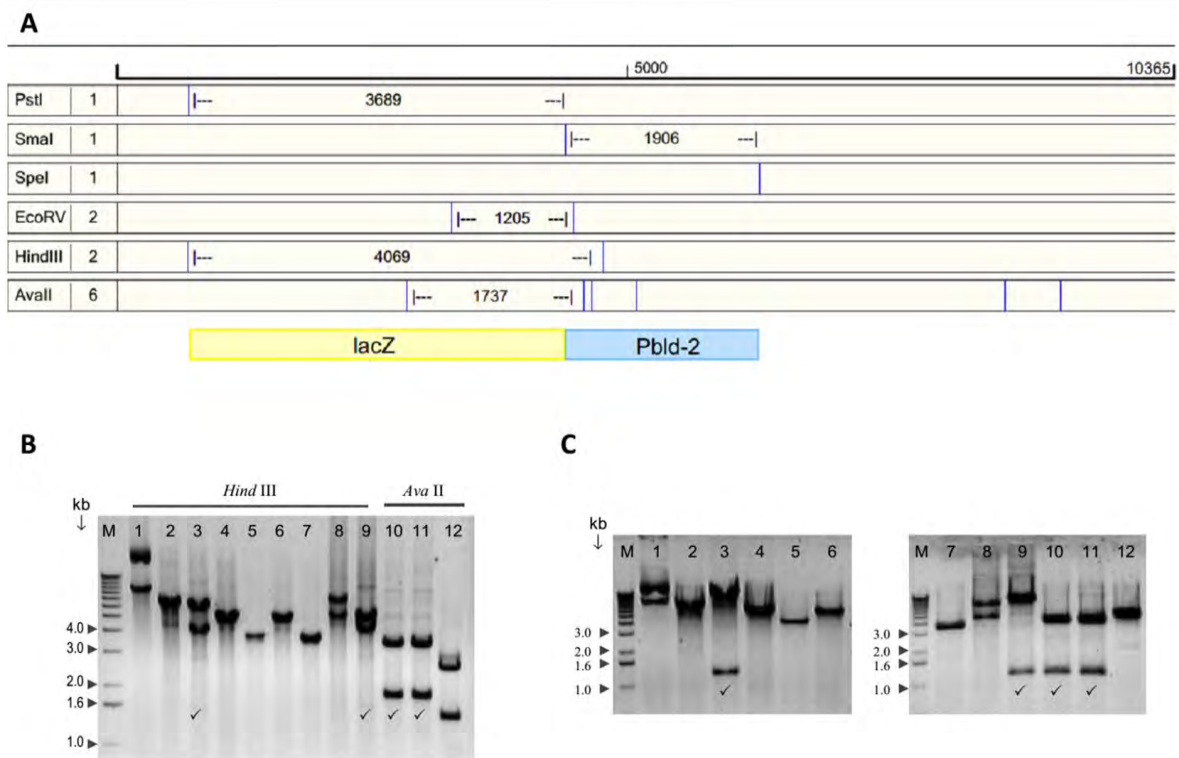 A
5000 10365
PstI 1 3689
SmaI 1 1906
SpeI 1
EcoRV 2 1205
HindIII 2 4069
AvaII 6 1737
lacZ Pbld-2
B
Hind III Ava II
kb
M 1 2 3 4 5 6 7 8 9 10 11 12
4.0
3.0
2.0
1.6
1.0
✓ ✓ ✓ ✓
C
kb
M 1 2 3 4 5 6
3.0
2.0
1.6
1.0
✓
M 7 8 9 10 11 12
3.0
2.0
1.6
1.0
✓ ✓ ✓